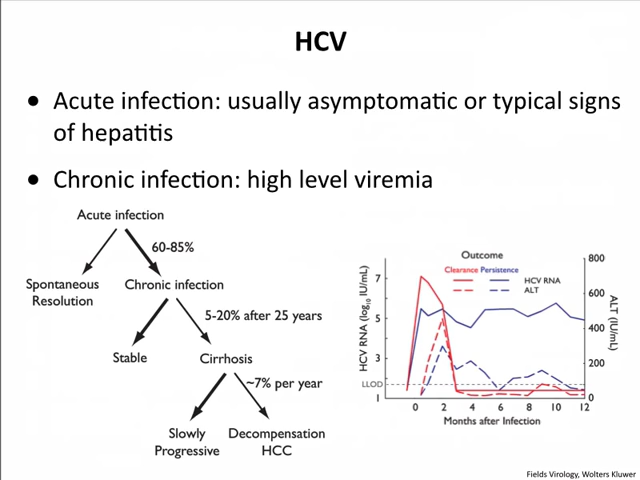 HCV
● Acute infection: usually asymptomatic or typical signs
of hepatitis
● Chronic infection: high level viremia
Acute infection
60-85%
Spontaneous
Resolution
Chronic infection
5-20% after 25 years
Stable
Cirrhosis
~7% per year
Slowly
Progressive
Decompensation
HCC
Outcome
Clearance Persistence
HCV RNA
ALT
HCV RNA (log10 IU/mL)
7
5
3
LLOD
1
800
600
400
200
0
ALT (IU/mL)
0 2 4 6 8 10 12
Months after Infection
Fields Virology, Wolters Kluwer